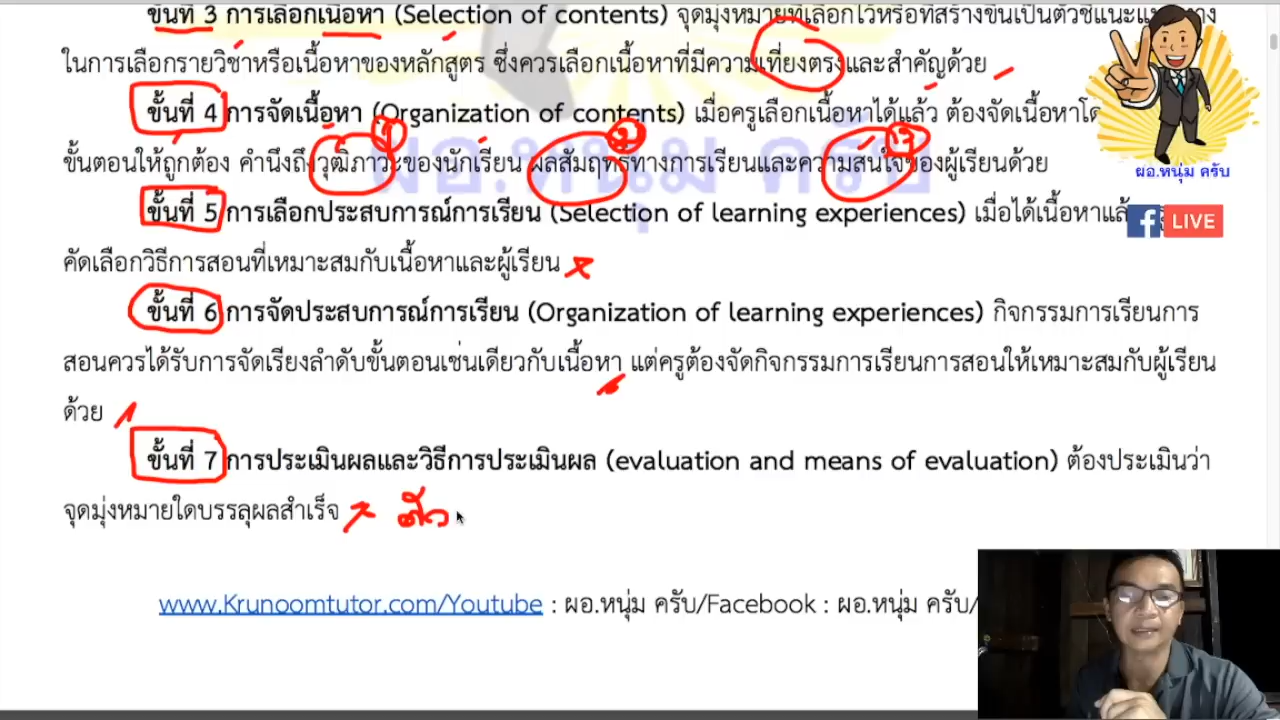 ขั้นที่ 3 การเลือกเนื้อหา (Selection of contents) จุดมุ่งหมายที่เลือกไว้หรือที่สร้างขึ้นเป็นตัวชี้แนะแนวทาง
ในการเลือกรายวิชาหรือเนื้อหาของหลักสูตร ซึ่งควรเลือกเนื้อหาที่มีความเที่ยงตรงและสำคัญด้วย
ขั้นที่ 4 การจัดเนื้อหา (Organization of contents) เมื่อครูเลือกเนื้อหาได้แล้ว ต้องจัดเนื้อหาโด
ขั้นตอนให้ถูกต้อง คำนึงถึงวุฒิภาวะของนักเรียน ผลสัมฤทธิ์ทางการเรียนและความสนใจของผู้เรียนด้วย
ผอ.หนุ่ม ครับ
ผอ.หนุ่ม ครับ
ขั้นที่ 5 การเลือกประสบการณ์การเรียน (Selection of learning experiences) เมื่อได้เนื้อหาแล้
f LIVE
คัดเลือกวิธีการสอนที่เหมาะสมกับเนื้อหาและผู้เรียน
ขั้นที่ 6 การจัดประสบการณ์การเรียน (Organization of learning experiences) กิจกรรมการเรียนการ
สอนควรได้รับการจัดเรียงลำดับขั้นตอนเช่นเดียวกับเนื้อหา แต่ครูต้องจัดกิจกรรมการเรียนการสอนให้เหมาะสมกับผู้เรียน
ด้วย
ขั้นที่ 7 การประเมินผลและวิธีการประเมินผล (evaluation and means of evaluation) ต้องประเมินว่า
จุดมุ่งหมายใดบรรลุผลสำเร็จ
www.Krunoomtutor.com/Youtube : ผอ.หนุ่ม ครับ/Facebook : ผอ.หนุ่ม ครับ/